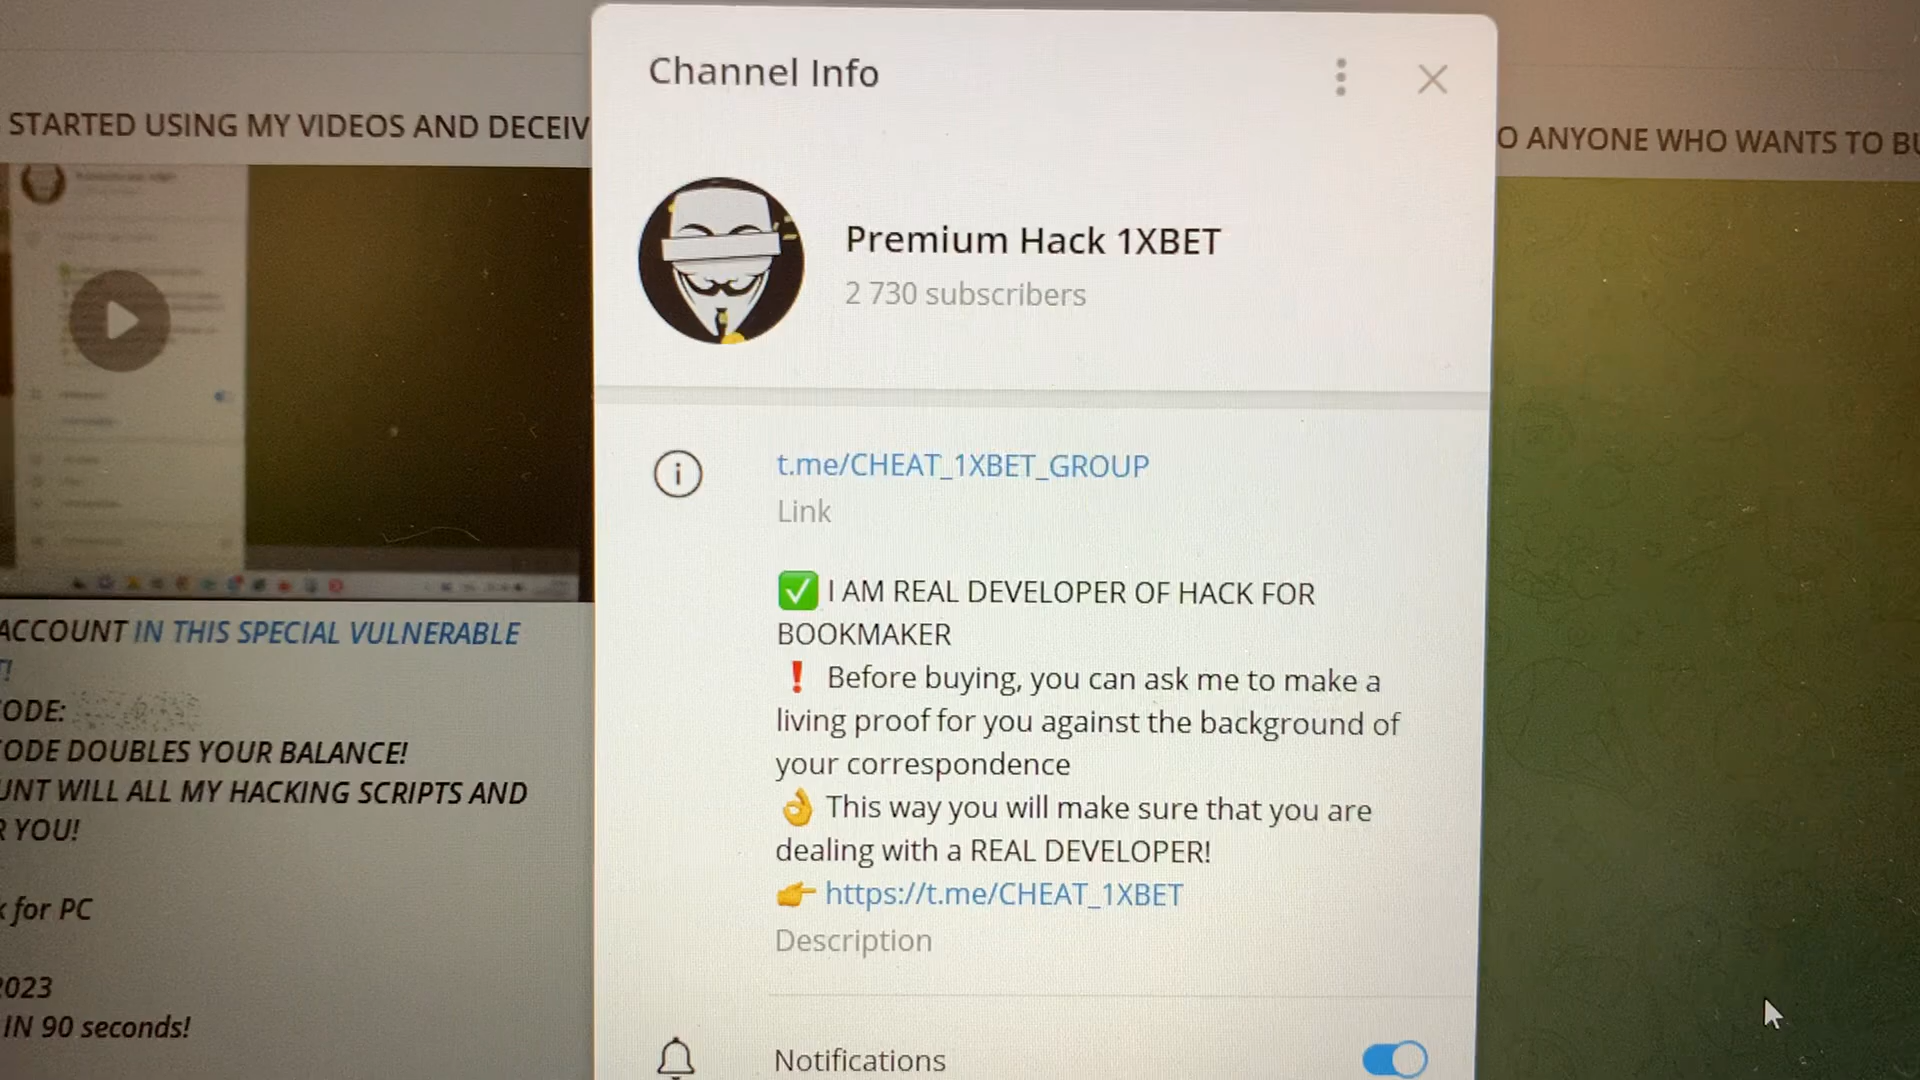 Channel Info
STARTED USING MY VIDEOS AND DECEIV
O ANYONE WHO WANTS TO BU
Premium Hack 1XBET
2 730 subscribers
t.me/CHEAT_1XBET_GROUP
Link
✅ I AM REAL DEVELOPER OF HACK FOR
BOOKMAKER
❗ Before buying, you can ask me to make a
living proof for you against the background of
your correspondence
👌 This way you will make sure that you are
dealing with a REAL DEVELOPER!
👉 https://t.me/CHEAT_1XBET
Description
Notifications
ACCOUNT IN THIS SPECIAL VULNERABLE
T!
ODE:
ODE DOUBLES YOUR BALANCE!
UNT WILL ALL MY HACKING SCRIPTS AND
R YOU!
k for PC
2023
IN 90 seconds!